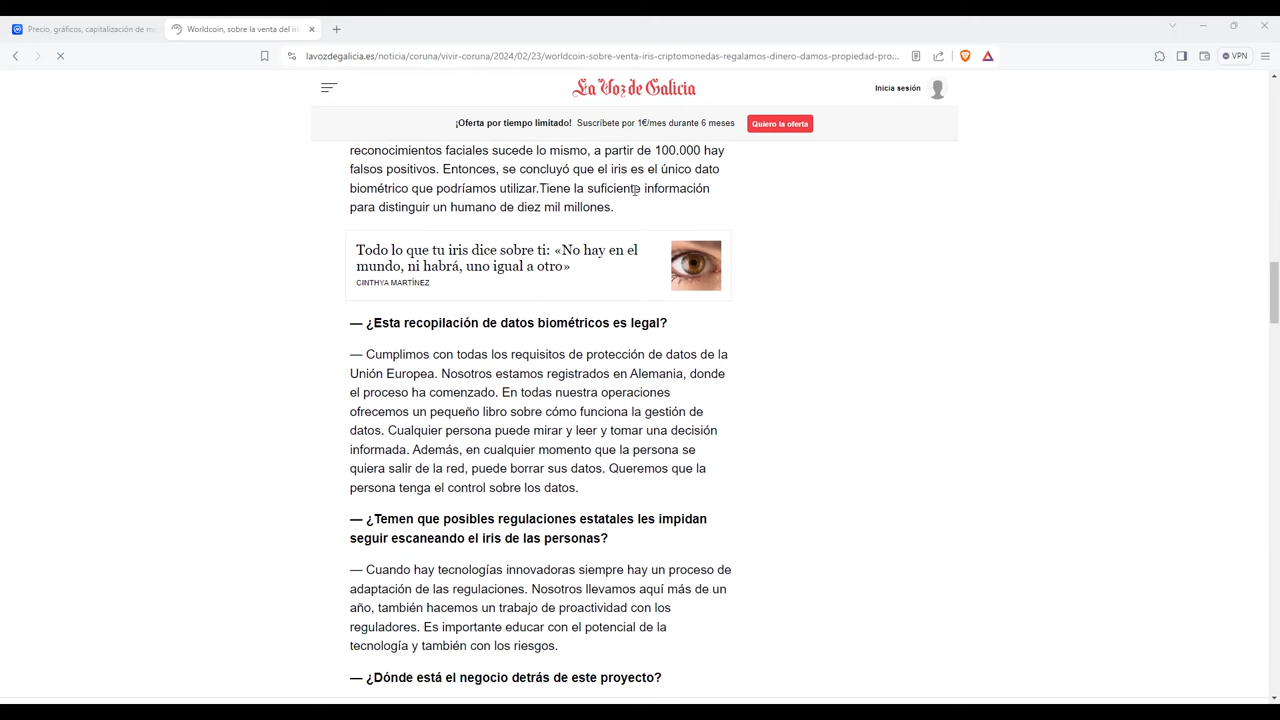 Precio, gráficos, capitalización de m
Worldcoin, sobre la venta del iri
lavozdegalicia.es/noticia/coruna/vivir-coruna/2024/02/23/worldcoin-sobre-venta-iris-criptomonedas-regalamos-dinero-damos-propiedad-pro...
VPN
La Voz de Galicia
Inicia sesión
¡Oferta por tiempo limitado! Suscríbete por 1€/mes durante 6 meses
Quiero la oferta
reconocimientos faciales sucede lo mismo, a partir de 100.000 hay
falsos positivos. Entonces, se concluyó que el iris es el único dato
biométrico que podríamos utilizar.Tiene la suficiente información
para distinguir un humano de diez mil millones.
Todo lo que tu iris dice sobre ti: «No hay en el
mundo, ni habrá, uno igual a otro»
CINTHYA MARTÍNEZ
— ¿Esta recopilación de datos biométricos es legal?
— Cumplimos con todas los requisitos de protección de datos de la
Unión Europea. Nosotros estamos registrados en Alemania, donde
el proceso ha comenzado. En todas nuestra operaciones
ofrecemos un pequeño libro sobre cómo funciona la gestión de
datos. Cualquier persona puede mirar y leer y tomar una decisión
informada. Además, en cualquier momento que la persona se
quiera salir de la red, puede borrar sus datos. Queremos que la
persona tenga el control sobre los datos.
— ¿Temen que posibles regulaciones estatales les impidan
seguir escaneando el iris de las personas?
— Cuando hay tecnologías innovadoras siempre hay un proceso de
adaptación de las regulaciones. Nosotros llevamos aquí más de un
año, también hacemos un trabajo de proactividad con los
reguladores. Es importante educar con el potencial de la
tecnología y también con los riesgos.
— ¿Dónde está el negocio detrás de este proyecto?